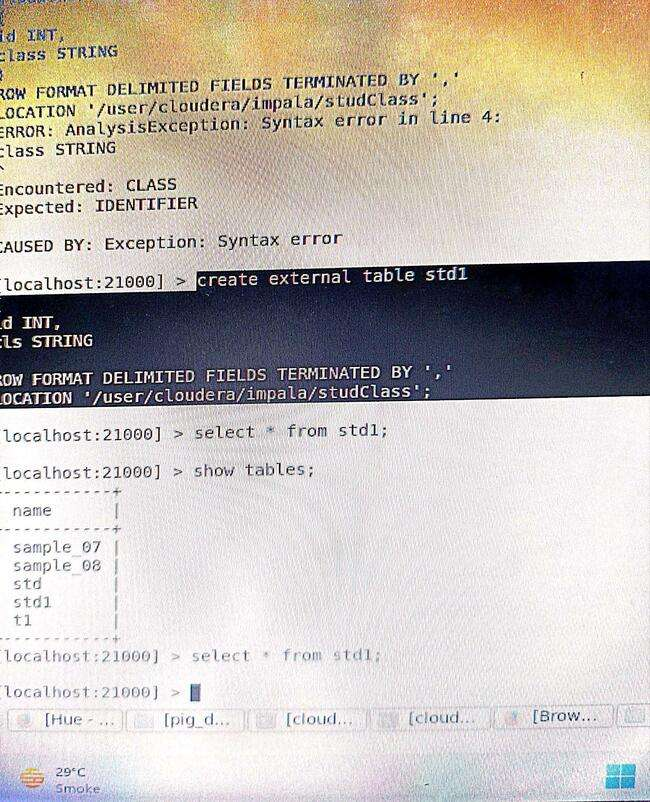 id INT,
class STRING
)
ROW FORMAT DELIMITED FIELDS TERMINATED BY ','
LOCATION '/user/cloudera/impala/studClass';
ERROR: AnalysisException: Syntax error in line 4:
class STRING
^
Encountered: CLASS
Expected: IDENTIFIER
CAUSED BY: Exception: Syntax error
[localhost:21000] > create external table std1
(
id INT,
cls STRING
ROW FORMAT DELIMITED FIELDS TERMINATED BY ','
LOCATION '/user/cloudera/impala/studClass';
[localhost:21000] > select * from std1;
[localhost:21000] > show tables;
-----------+
name |
-----------+
sample_07 |
sample_08 |
std |
std1 |
t1 |
-----------+
[localhost:21000] > select * from std1;
[localhost:21000] >
[Hue - ... [pig_d... [cloud... [cloud... [Brow...
29°C
Smoke